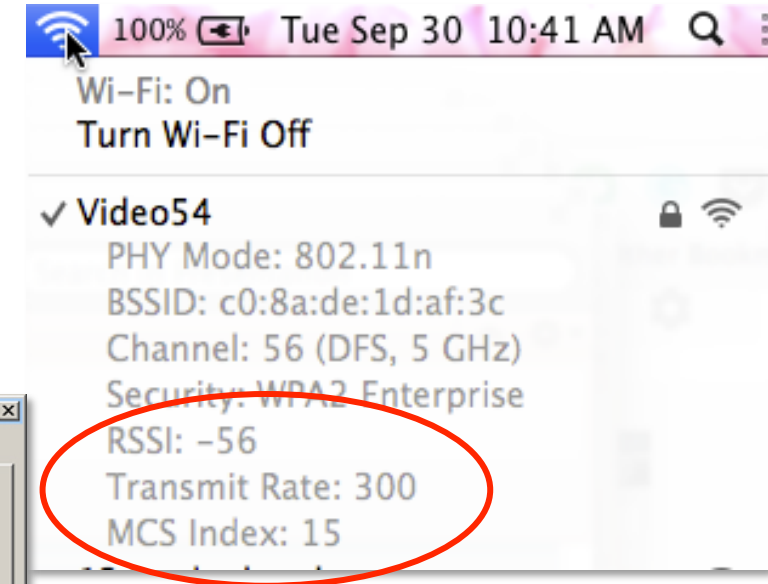 100% Tue Sep 30 10:41 AM
Wi-Fi: On
Turn Wi-Fi Off
✓ Video54
PHY Mode: 802.11n
BSSID: c0:8a:de:1d:af:3c
Channel: 56 (DFS, 5 GHz)
Security: WPA2 Enterprise
RSSI: -56
Transmit Rate: 300
MCS Index: 15